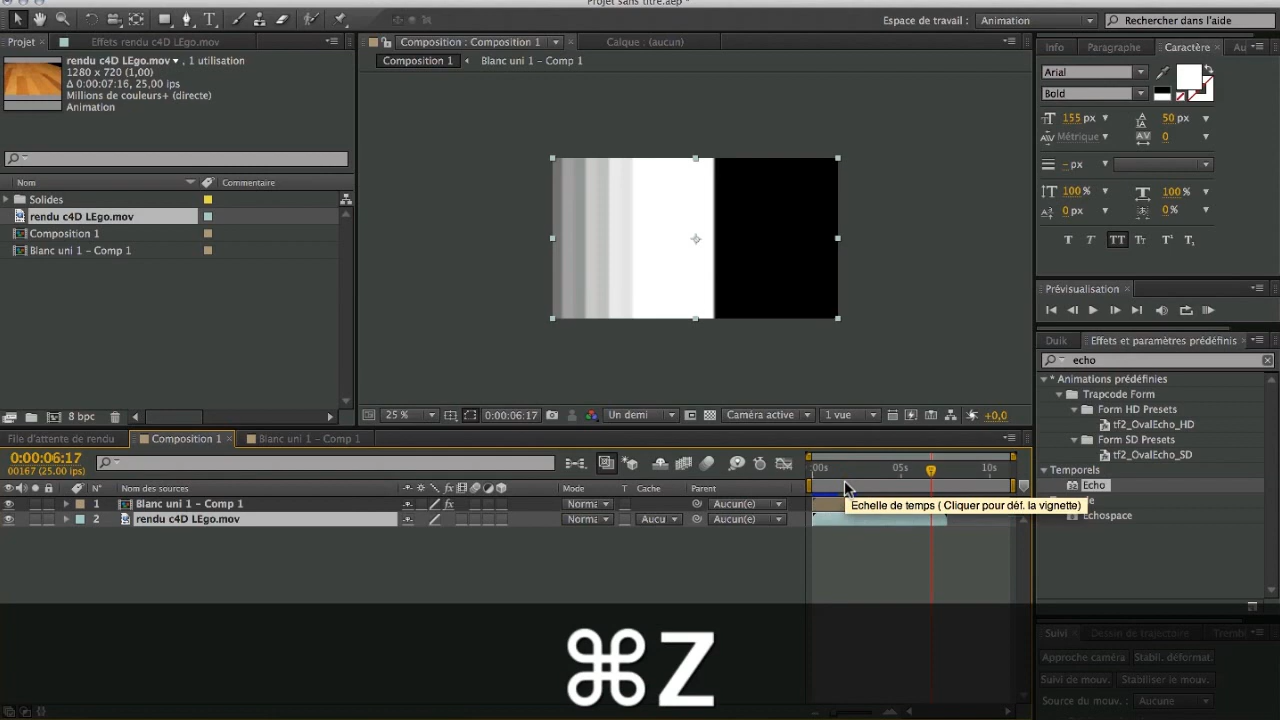 Projet sans titre.aep *
Espace de travail : Animation
Rechercher dans l'aide
Projet
Effets rendu c4D LEgo.mov
Composition : Composition 1
Calque : (aucun)
Info
Paragraphe
Caractère
Au
rendu c4D LEgo.mov , 1 utilisation
1280 x 720 (1,00)
Δ 0:00:07:16, 25,00 ips
Millions de couleurs+ (directe)
Animation
Composition 1
Blanc uni 1 – Comp 1
Arial
Bold
155 px
50 px
Métrique
0
– px
100 %
100 %
0 px
0 %
T T TT Tt T¹ T₁
Nom
Commentaire
Solides
rendu c4D LEgo.mov
Composition 1
Blanc uni 1 – Comp 1
Prévisualisation
Duik
Effets et paramètres prédéfinis
echo
* Animations prédéfinies
Trapcode Form
Form HD Presets
tf2_OvalEcho_HD
Form SD Presets
tf2_OvalEcho_SD
Temporels
Echo
Echospace
8 bpc
25 %
0:00:06:17
Un demi
Caméra active
1 vue
+0,0
File d'attente de rendu
Composition 1
Blanc uni 1 – Comp 1
0:00:06:17
00167 (25.00 ips)
:00s
05s
10s
N°
Nom des sources
Mode
T
Cache
Parent
1
Blanc uni 1 – Comp 1
Norma
Aucun(e)
2
rendu c4D LEgo.mov
Norma
Aucu
Aucun(e)
Echelle de temps ( Cliquer pour déf. la vignette)
⌘Z
Suivi
Dessin de trajectoire
Trembl
Approche caméra
Stabil. déformat.
Suivi de mouv.
Stabiliser le mouv.
Source du mouv. :
Aucune